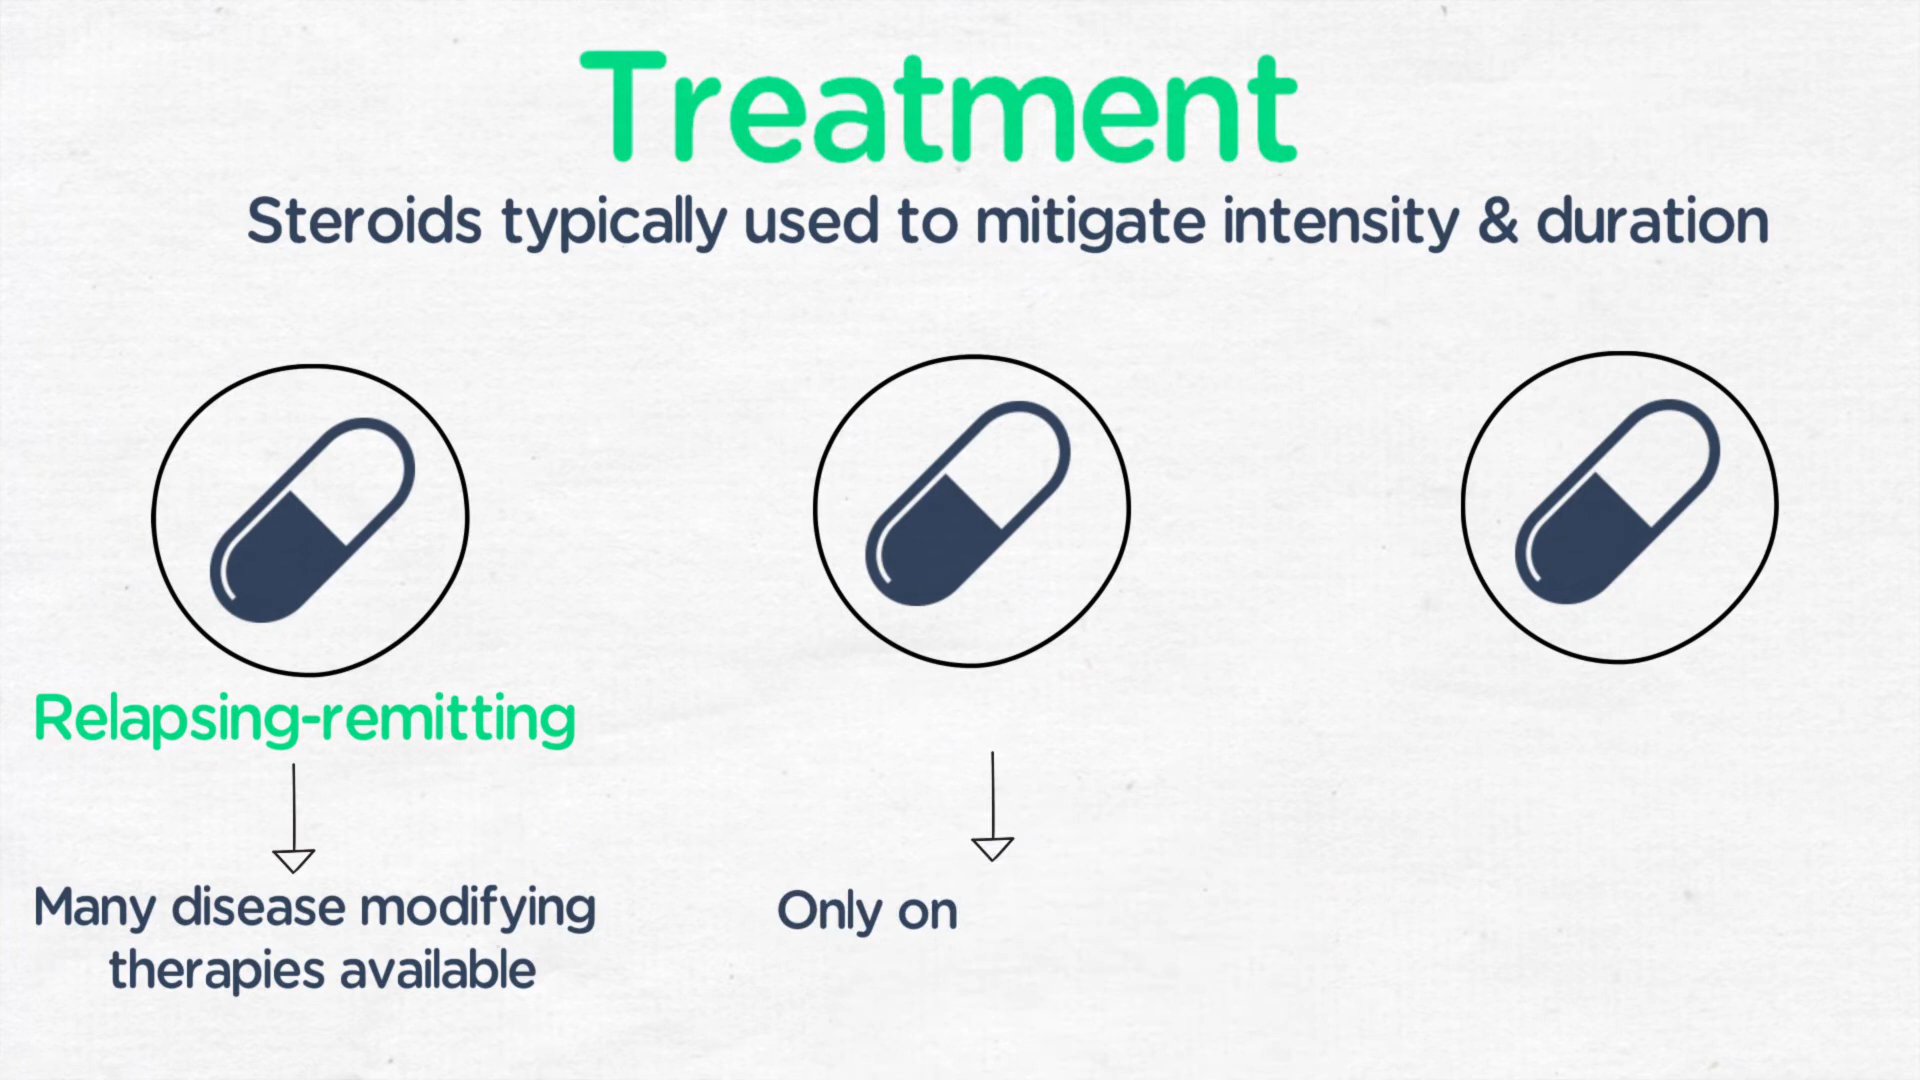 Treatment
Steroids typically used to mitigate intensity & duration
Relapsing-remitting
Many disease modifying
therapies available
Only on